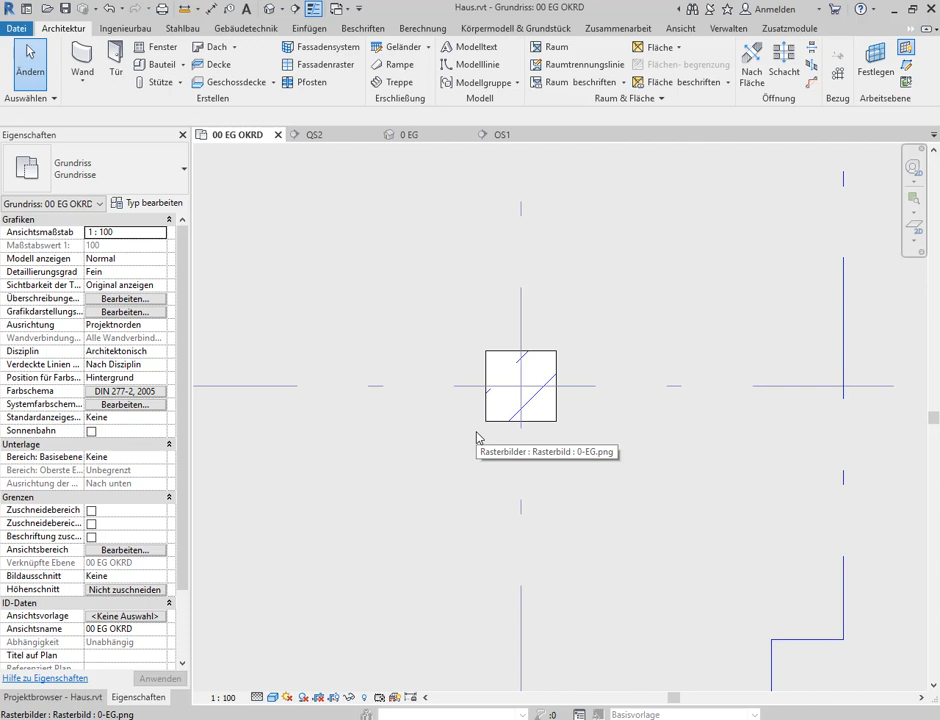 Haus.rvt - Grundriss: 00 EG OKRD
Anmelden
Datei Architektur Ingenieurbau Stahlbau Gebäudetechnik Einfügen Beschriften Berechnung Körpermodell & Grundstück Zusammenarbeit Ansicht Verwalten Zusatzmodule
Ändern
Wand
Tür
Fenster
Bauteil
Stütze
Dach
Decke
Geschossdecke
Fassadensystem
Fassadenraster
Pfosten
Geländer
Rampe
Treppe
Modelltext
Modelllinie
Modellgruppe
Raum
Raumtrennungslinie
Raum beschriften
Fläche
Flächen- begrenzung
Fläche beschriften
Nach
Fläche
Schacht
Festlegen
Auswählen Erstellen Erschließung Modell Raum & Fläche Öffnung Bezug Arbeitsebene
Eigenschaften
00 EG OKRD QS2 0 EG OS1
Grundriss
Grundrisse
Grundriss: 00 EG OKRD Typ bearbeiten
Grafiken
Ansichtsmaßstab 1 : 100
Maßstabswert 1: 100
Modell anzeigen Normal
Detaillierungsgrad Fein
Sichtbarkeit der T... Original anzeigen
Überschreibunge... Bearbeiten...
Grafikdarstellungs... Bearbeiten...
Ausrichtung Projektnorden
Wandverbindung... Alle Wandverbind...
Disziplin Architektonisch
Verdeckte Linien ... Nach Disziplin
Position für Farbs... Hintergrund
Farbschema DIN 277-2, 2005
Systemfarbschem... Bearbeiten...
Standardanzeiges... Keine
Sonnenbahn
Unterlage
Bereich: Basisebene Keine
Bereich: Oberste E... Unbegrenzt
Ausrichtung der ... Nach unten
Grenzen
Zuschneidebereich
Zuschneidebereic...
Beschriftung zusc...
Ansichtsbereich Bearbeiten...
Verknüpfte Ebene 00 EG OKRD
Bildausschnitt Keine
Höhenschnitt Nicht zuschneiden
ID-Daten
Ansichtsvorlage <Keine Auswahl>
Ansichtsname 00 EG OKRD
Abhängigkeit Unabhängig
Titel auf Plan
Referenziert Plan
Hilfe zu Eigenschaften Anwenden
Projektbrowser - Haus.rvt Eigenschaften
Rasterbilder : Rasterbild : 0-EG.png
2D
2D
1 : 100
Rasterbilder : Rasterbild : 0-EG.png
:0
Basisvorlage